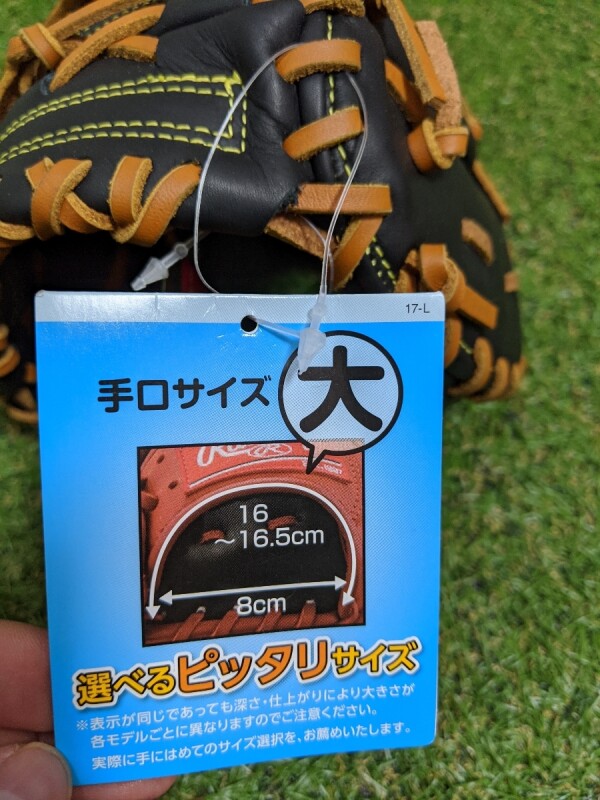 17-L
手口サイズ
大
16
～16.5cm
8cm
選べるピッタリサイズ
※表示が同じであっても深さ・仕上がりにより大きさが
各モデルごとに異なりますのでご注意ください。
実際に手にはめてのサイズ選択を、お薦めいたします。